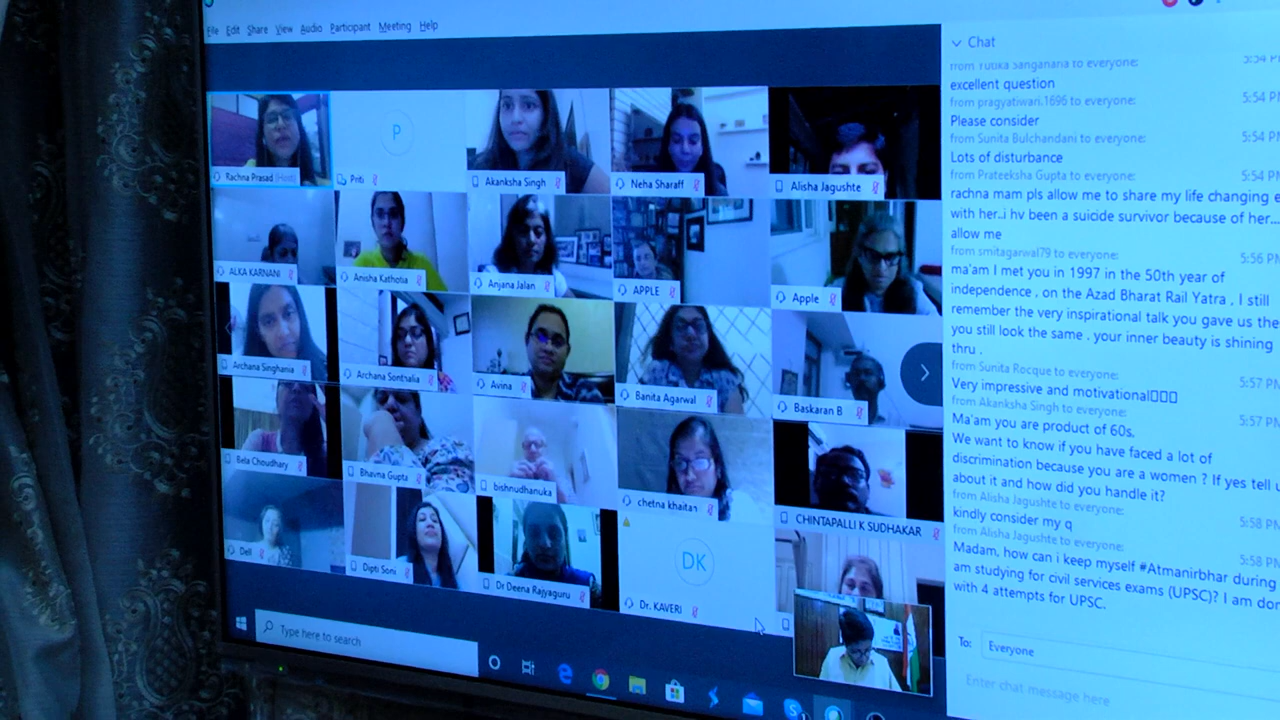 File Edit Share View Audio Participant Meeting Help
Rachna Prasad (Host)
P
Priti
Akanksha Singh
Neha Sharaff
Alisha Jagushte
ALKA KARNANI
Anisha Kathotia
Anjana Jalan
APPLE
Apple
Archana Singhania
Archana Sontnalia
Avina
Banita Agarwal
Baskaran B
Bela Choudhary
Bhavna Gupta
bishnudhanuka
chetna khaitan
CHINTAPALLI K SUDHAKAR
Dell
Dipti Soni
Dr Deena Rajyaguru
DK
Dr. KAVERI
Type here to search
Chat
from Yutika Sanganaria to everyone: 5:54 PM
excellent question
from pragyatiwari.1696 to everyone: 5:54 PM
Please consider
from Sunita Bulchandani to everyone: 5:54 PM
Lots of disturbance
from Prateeksha Gupta to everyone: 5:54 PM
rachna mam pls allow me to share my life changing e
with her..i hv been a suicide survivor because of her...
allow me
from smitagarwal79 to everyone: 5:56 PM
ma'am I met you in 1997 in the 50th year of
independence , on the Azad Bharat Rail Yatra , I still
remember the very inspirational talk you gave us the
you still look the same . your inner beauty is shining
thru .
from Sunita Rocque to everyone: 5:57 PM
Very impressive and motivational▯▯▯
from Akanksha Singh to everyone: 5:57 PM
Ma'am you are product of 60s.
We want to know if you have faced a lot of
discrimination because you are a women ? If yes tell u
about it and how did you handle it?
from Alisha Jagushte to everyone: 5:58 PM
kindly consider my q
from Alisha Jagushte to everyone: 5:58 PM
Madam, how can i keep myself #Atmanirbhar during
am studying for civil services exams (UPSC)? I am don
with 4 attempts for UPSC.
To: Everyone
Enter chat message here